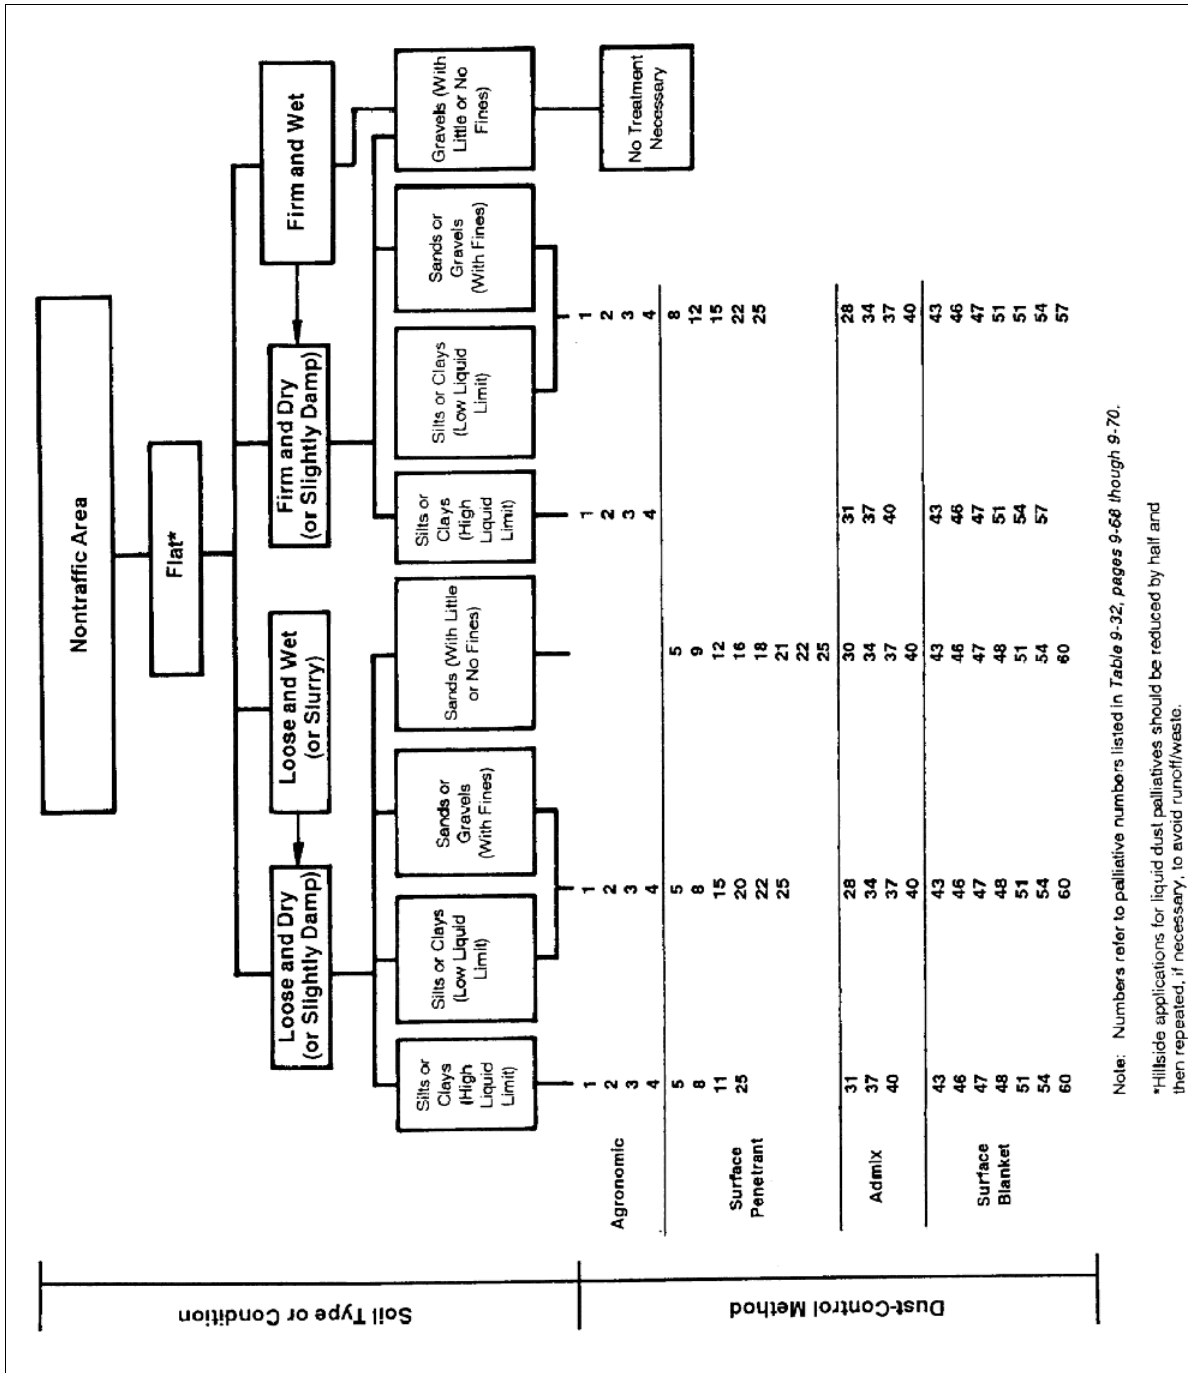 Nontraffic Area
Flat*
Loose and Dry
(or Slightly Damp)
Loose and Wet
(or Slurry)
Firm and Dry
(or Slightly Damp)
Firm and Wet
Silts or
Clays
(High
Liquid
Limit)
Silts or Clays
(Low Liquid
Limit)
Sands or
Gravels
(With Fines)
Sands (With Little
or No Fines)
Silts or
Clays
(High
Liquid
Limit)
Silts or Clays
(Low Liquid
Limit)
Sands or
Gravels
(With Fines)
Gravels (With
Little or No
Fines)
No Treatment
Necessary
Soil Type or Condition
Dust-Control Method
Agronomic
1 1 1 1
2 2 2 2
3 3 3 3
4 4 4 4
Surface
Penetrant
5 5 5 8
8 8 9 12
11 15 12 15
25 20 16 22
22 18 25
25 21
22
25
Admix
31 28 30 31 28
37 34 34 37 34
40 37 37 40 37
40 40 40
Surface
Blanket
43 43 43 43 43
46 46 46 46 46
47 47 47 47 47
48 48 48 51 51
51 51 51 54 51
54 54 54 57 54
60 60 60 57
Note: Numbers refer to palliative numbers listed in Table 9-32, pages 9-68 though 9-70.
*Hillside applications for liquid dust palliatives should be reduced by half and
then repeated, if necessary, to avoid runoff/waste.